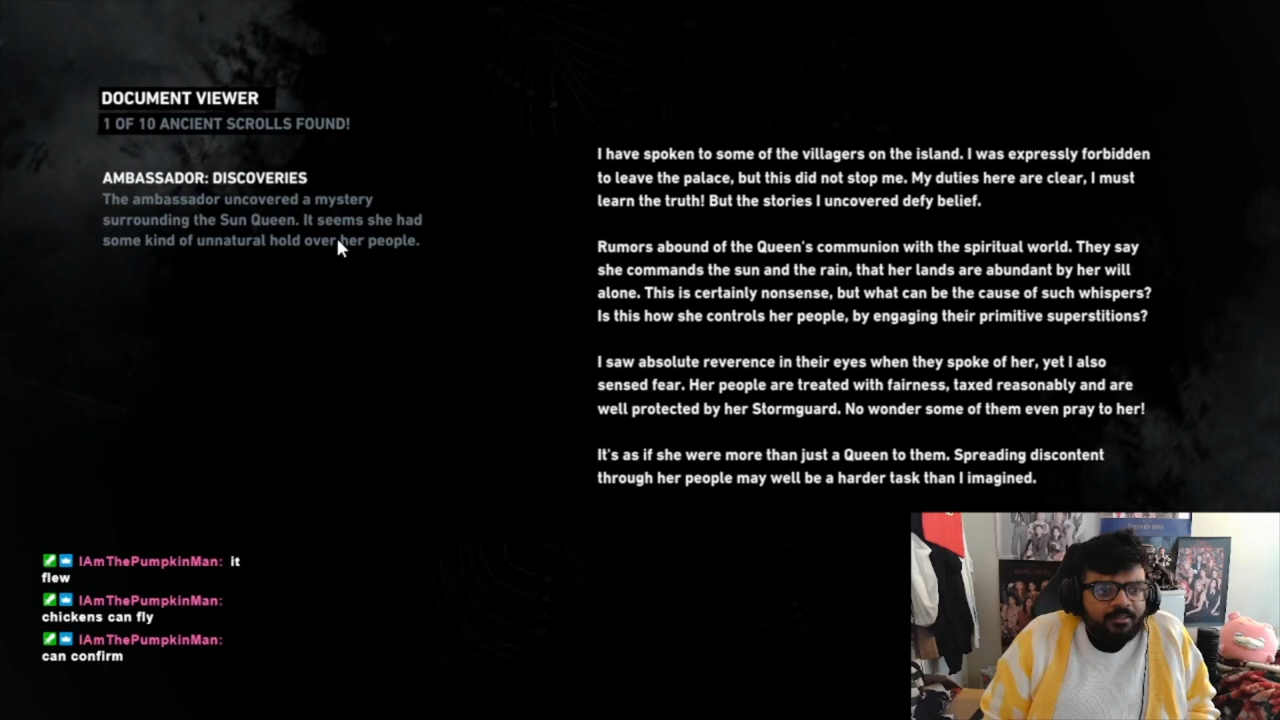 DOCUMENT VIEWER
1 OF 10 ANCIENT SCROLLS FOUND!
AMBASSADOR: DISCOVERIES
The ambassador uncovered a mystery
surrounding the Sun Queen. It seems she had
some kind of unnatural hold over her people.
I have spoken to some of the villagers on the island. I was expressly forbidden
to leave the palace, but this did not stop me. My duties here are clear, I must
learn the truth! But the stories I uncovered defy belief.
Rumors abound of the Queen's communion with the spiritual world. They say
she commands the sun and the rain, that her lands are abundant by her will
alone. This is certainly nonsense, but what can be the cause of such whispers?
Is this how she controls her people, by engaging their primitive superstitions?
I saw absolute reverence in their eyes when they spoke of her, yet I also
sensed fear. Her people are treated with fairness, taxed reasonably and are
well protected by her Stormguard. No wonder some of them even pray to her!
It's as if she were more than just a Queen to them. Spreading discontent
through her people may well be a harder task than I imagined.
IAmThePumpkinMan: it
flew
IAmThePumpkinMan:
chickens can fly
IAmThePumpkinMan:
can confirm